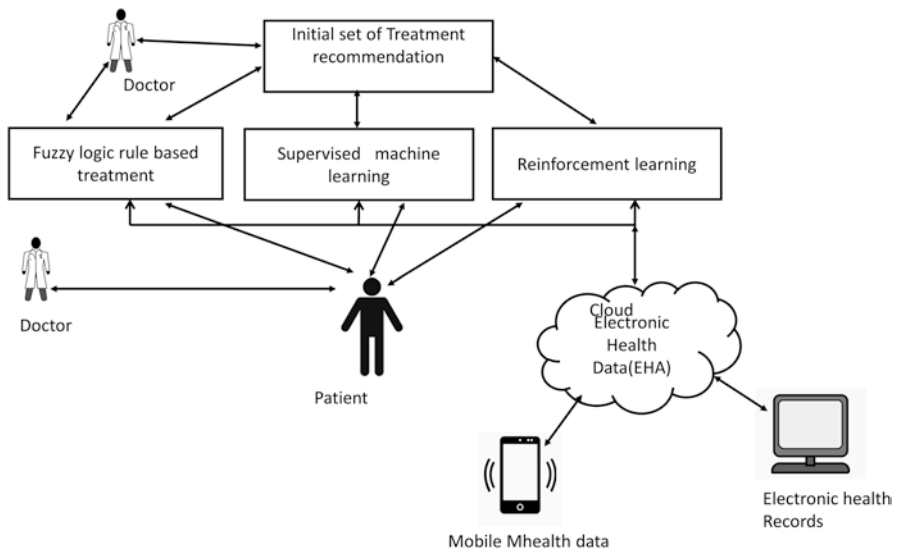 Initial set of Treatment
recommendation
Doctor
Fuzzy logic rule based
treatment
Supervised machine
learning
Reinforcement learning
Doctor
Patient
Cloud
Electronic
Health
Data(EHA)
Mobile Mhealth data
Electronic health
Records